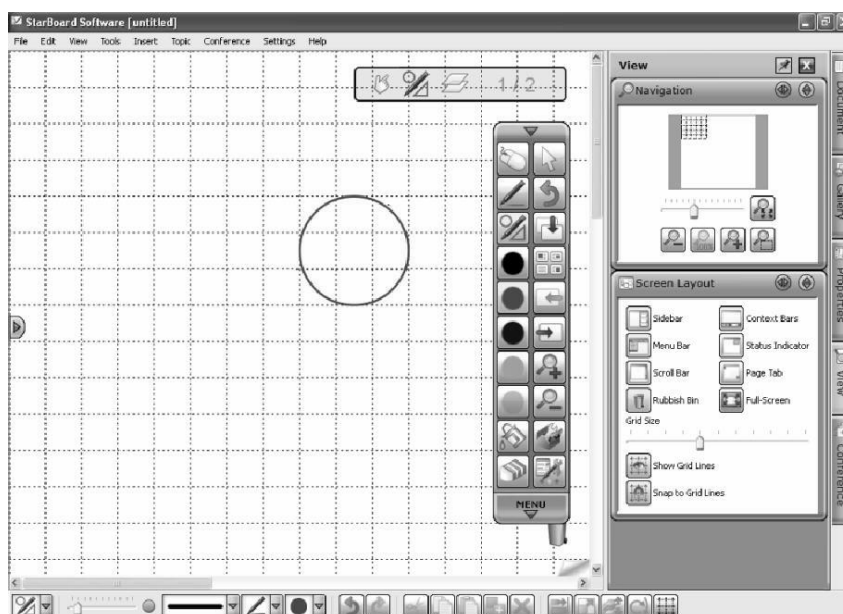 StarBoard Software [untitled]
File Edit View Tools Insert Topic Conference Settings Help
1 / 2
View
Navigation
Screen Layout
Sidebar
Context Bars
Menu Bar
Status Indicator
Scroll Bar
Page Tab
Rubbish Bin
Full-Screen
Grid Size
Show Grid Lines
Snap to Grid Lines
MENU
Document
Gallery
Properties
View
Conference